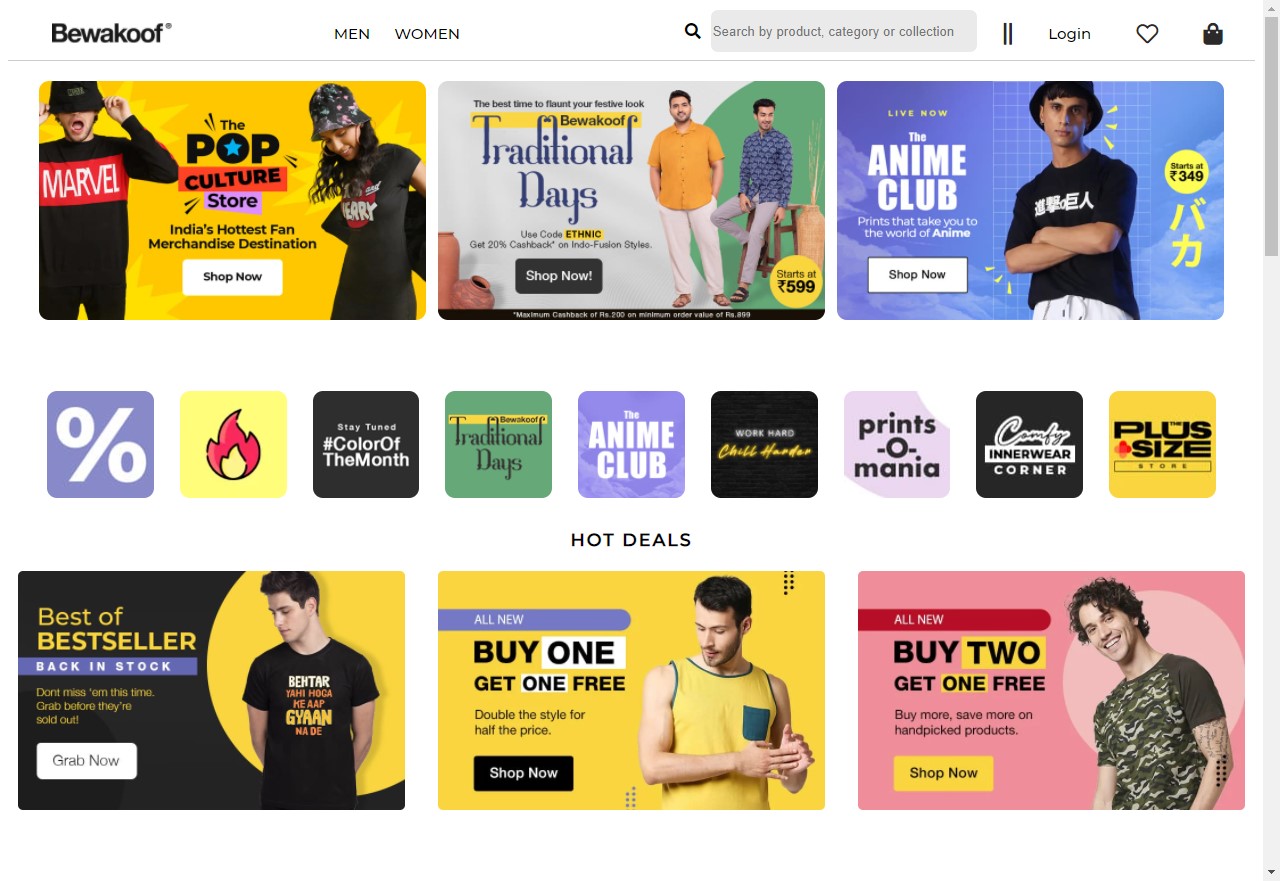 Bewakoof®
MEN WOMEN
Search by product, category or collection
Login
MARVEL
The
POP
CULTURE
Store
India's Hottest Fan
Merchandise Destination
Shop Now
The best time to flaunt your festive look
Bewakoof
Traditional
Days
Use Code ETHNIC
Get 20% Cashback* on Indo-Fusion Styles.
Shop Now!
Starts at
₹599
*Maximum Cashback of Rs.200 on minimum order value of Rs.899
LIVE NOW
The
ANIME
CLUB
Prints that take you to
the world of Anime
Shop Now
進撃の巨人
Starts at
₹349
バカ
%
Stay Tuned
#ColorOf
TheMonth
Bewakoof
Traditional
Days
The
ANIME
CLUB
WORK HARD
Chill Harder
prints
-O-
mania
Comfy
INNERWEAR
CORNER
THE
PLUS
SIZE
STORE
HOT DEALS
Best of
BESTSELLER
BACK IN STOCK
Dont miss 'em this time.
Grab before they're
sold out!
Grab Now
BEHTAR
YAHI HOGA
KE AAP
GYAAN
NA DE
ALL NEW
BUY ONE
GET ONE FREE
Double the style for
half the price.
Shop Now
ALL NEW
BUY TWO
GET ONE FREE
Buy more, save more on
handpicked products.
Shop Now